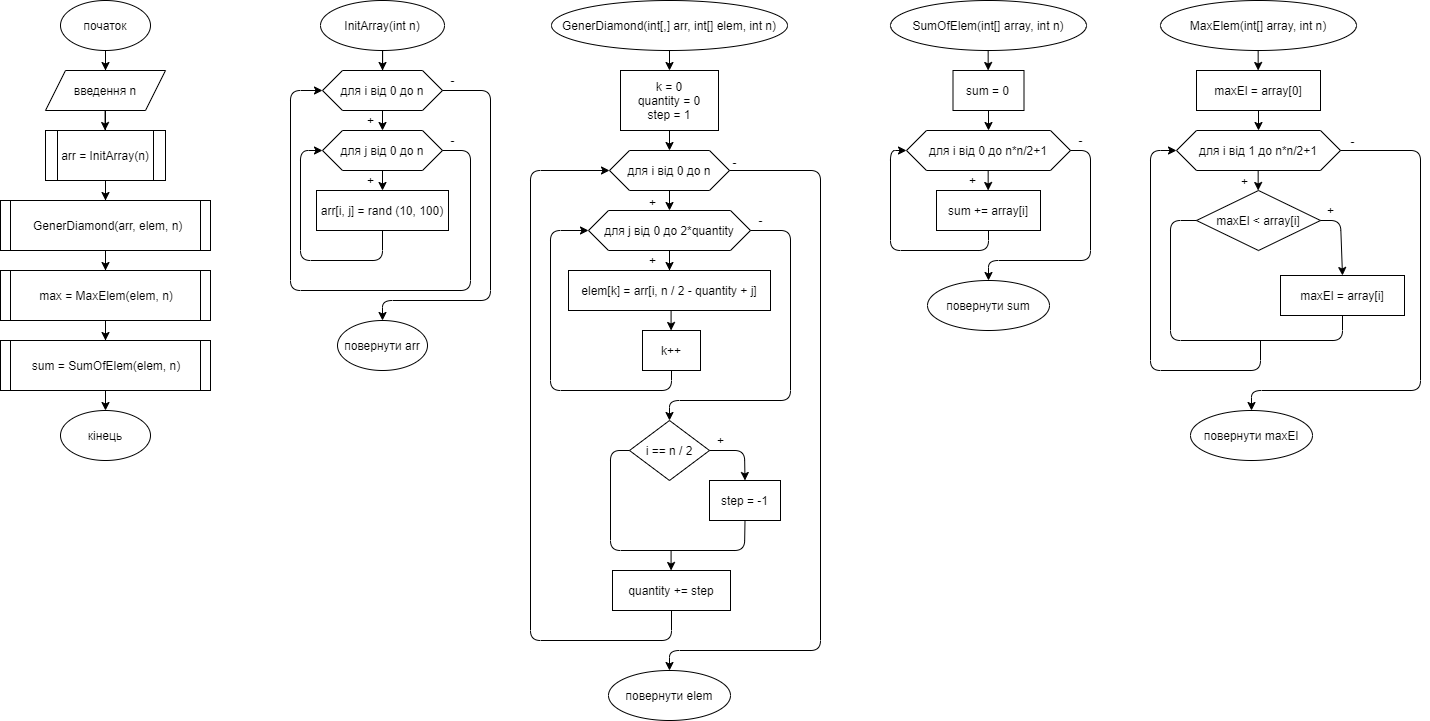 початок
введення n
arr = InitArray(n)
GenerDiamond(arr, elem, n)
max = MaxElem(elem, n)
sum = SumOfElem(elem, n)
кінець
InitArray(int n)
для i від 0 до n
-
+
для j від 0 до n
-
+
arr[i, j] = rand (10, 100)
повернути arr
GenerDiamond(int[,] arr, int[] elem, int n)
k = 0
quantity = 0
step = 1
для i від 0 до n
-
+
для j від 0 до 2*quantity
-
+
elem[k] = arr[i, n / 2 - quantity + j]
k++
i == n / 2
+
step = -1
quantity += step
повернути elem
SumOfElem(int[] array, int n)
sum = 0
для i від 0 до n*n/2+1
-
+
sum += array[i]
повернути sum
MaxElem(int[] array, int n)
maxEl = array[0]
для i від 1 до n*n/2+1
-
+
maxEl < array[i]
+
maxEl = array[i]
повернути maxEl